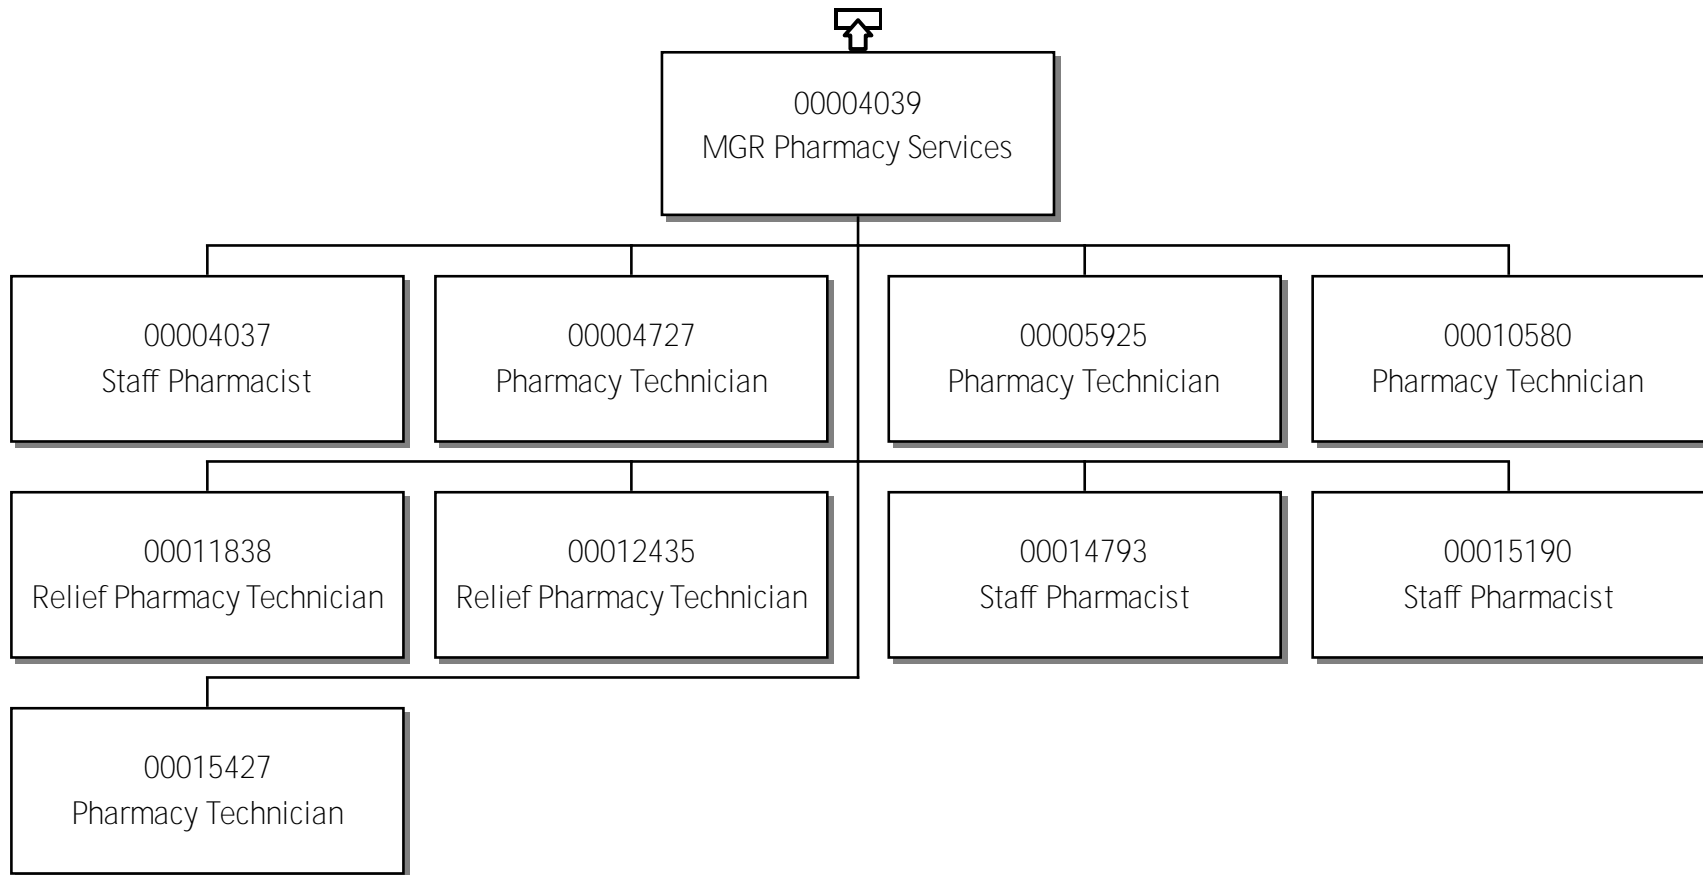 00004039
MGR Pharmacy Services
00004037
Staff Pharmacist
00004727
Pharmacy Technician
00005925
Pharmacy Technician
00010580
Pharmacy Technician
00011838
Relief Pharmacy Technician
00012435
Relief Pharmacy Technician
00014793
Staff Pharmacist
00015190
Staff Pharmacist
00015427
Pharmacy Technician